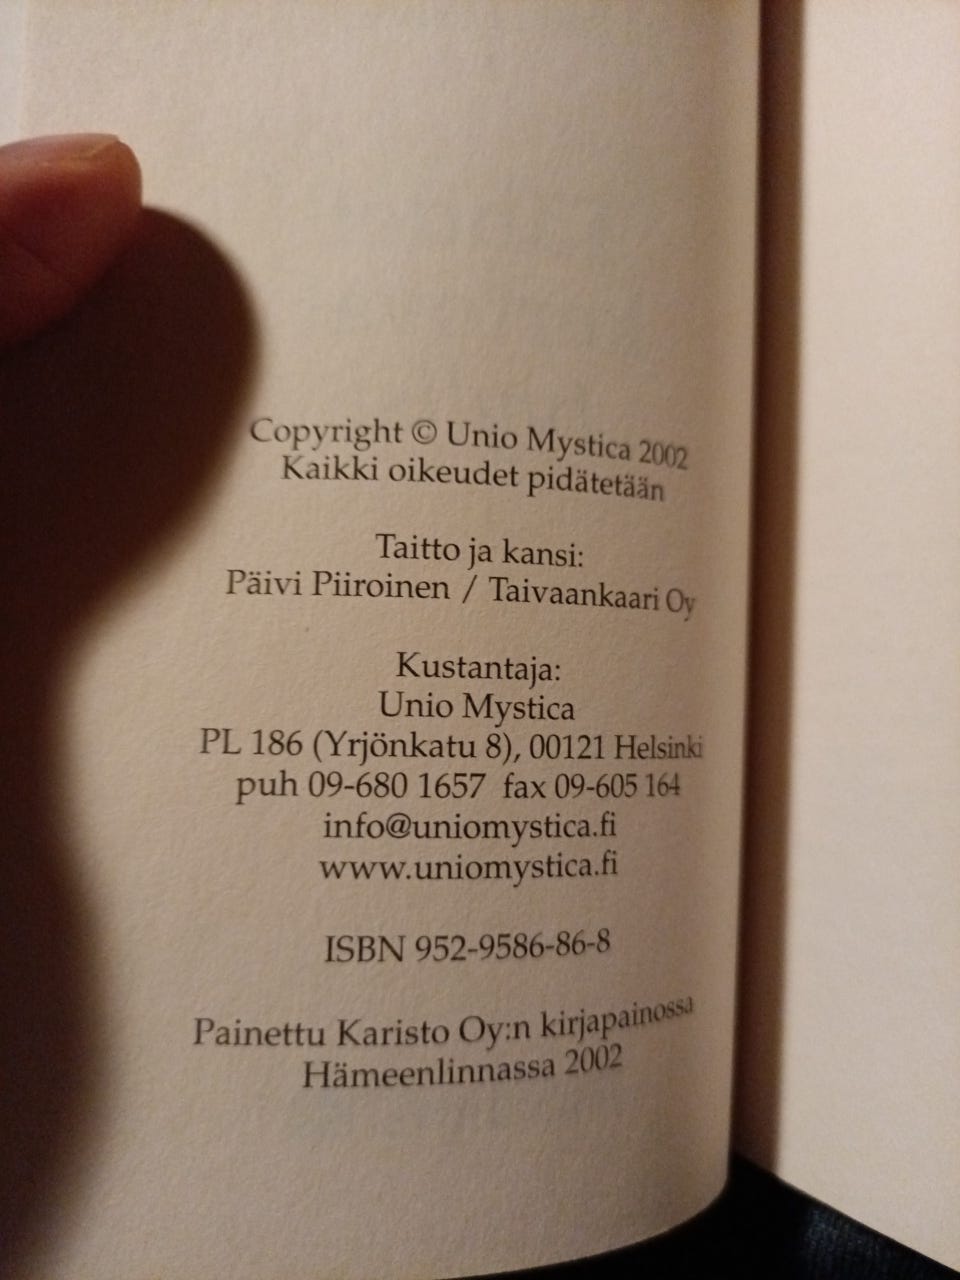 Copyright © Unio Mystica 2002
Kaikki oikeudet pidätetään
Taitto ja kansi:
Päivi Piiroinen / Taivaankaari Oy
Kustantaja:
Unio Mystica
PL 186 (Yrjönkatu 8), 00121 Helsinki
puh 09-680 1657 fax 09-605 164
info@uniomystica.fi
www.uniomystica.fi
ISBN 952-9586-86-8
Painettu Karisto Oy:n kirjapainossa
Hämeenlinnassa 2002